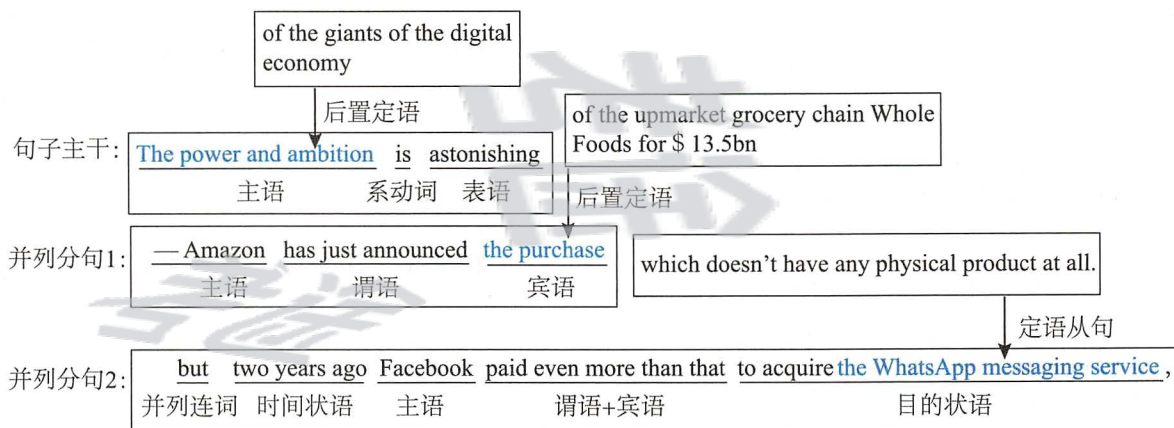 of the giants of the digital
economy
后置定语
of the upmarket grocery chain Whole
Foods for $ 13.5bn
句子主干：
The power and ambition is astonishing
主语 系动词 表语
后置定语
并列分句1：
— Amazon has just announced the purchase
主语 谓语 宾语
which doesn't have any physical product at all.
定语从句
并列分句2：
but two years ago Facebook paid even more than that to acquire the WhatsApp messaging service,
并列连词 时间状语 主语 谓语+宾语 目的状语